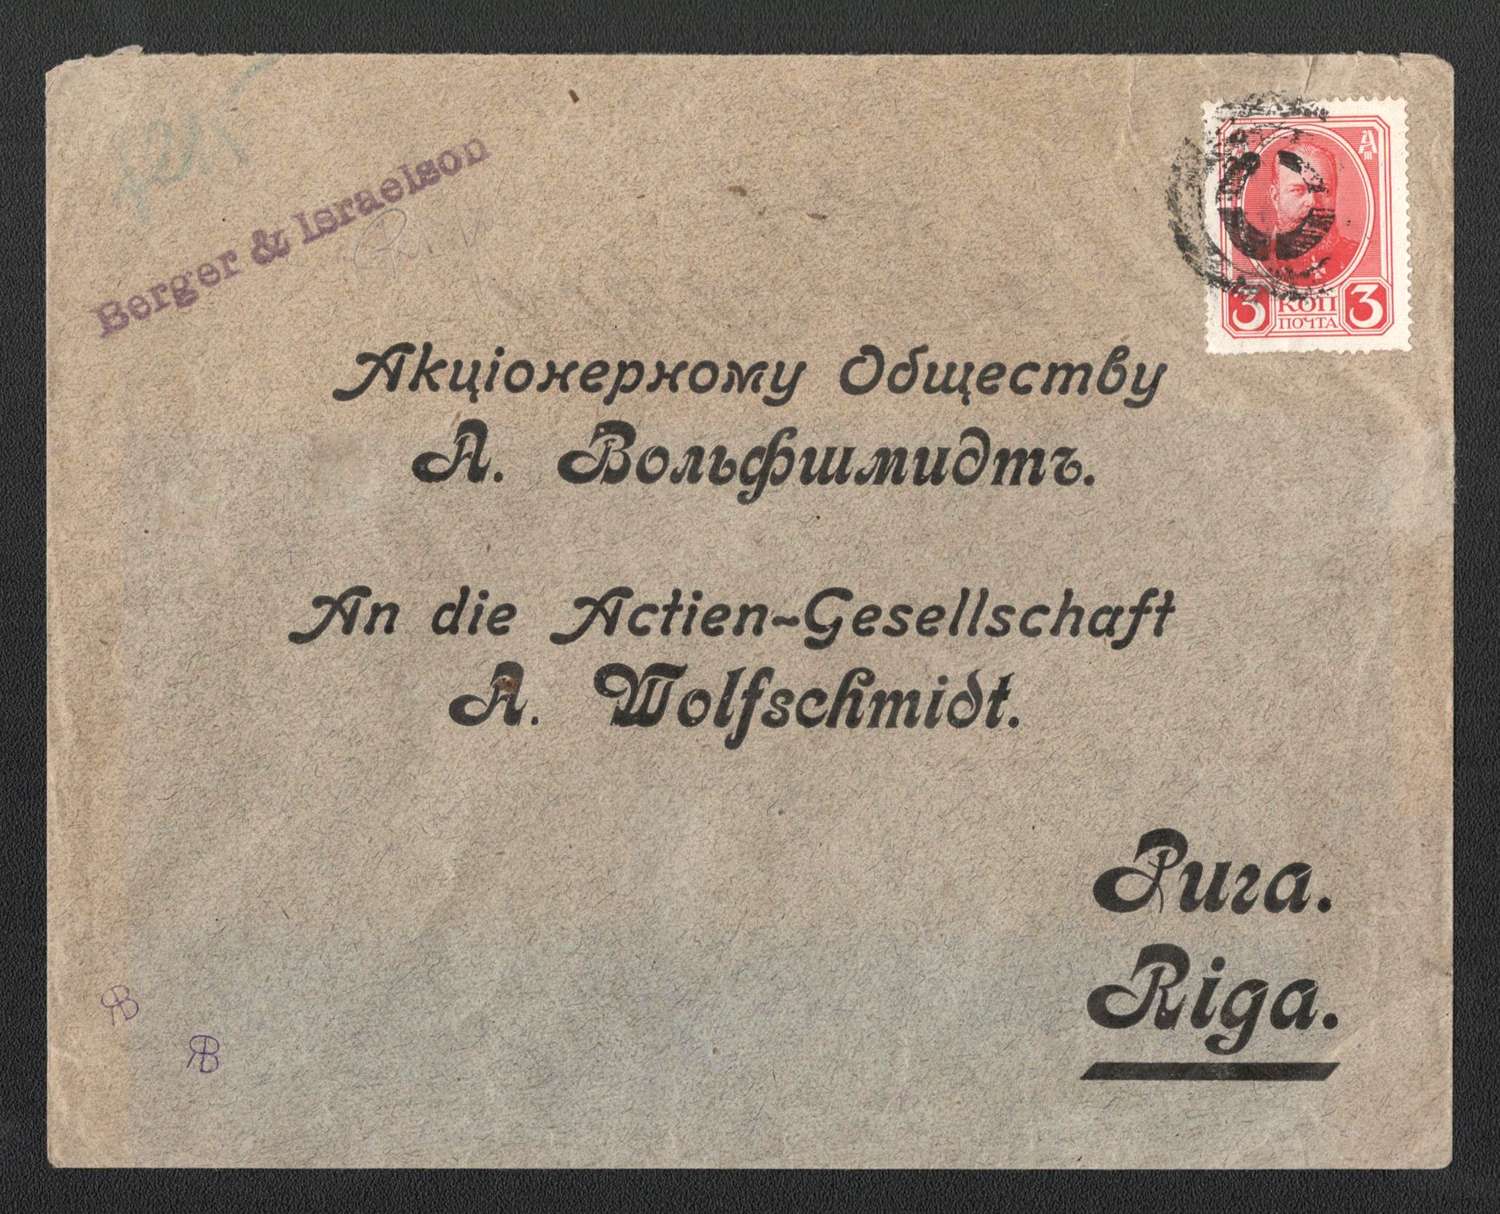 Berger & Israelson
3 КОП 3
ПОЧТА
Акціонерному Обществу
А. Вольфшмидтъ.
An die Actien-Gesellschaft
A. Wolfschmidt.
Рига.
Riga.